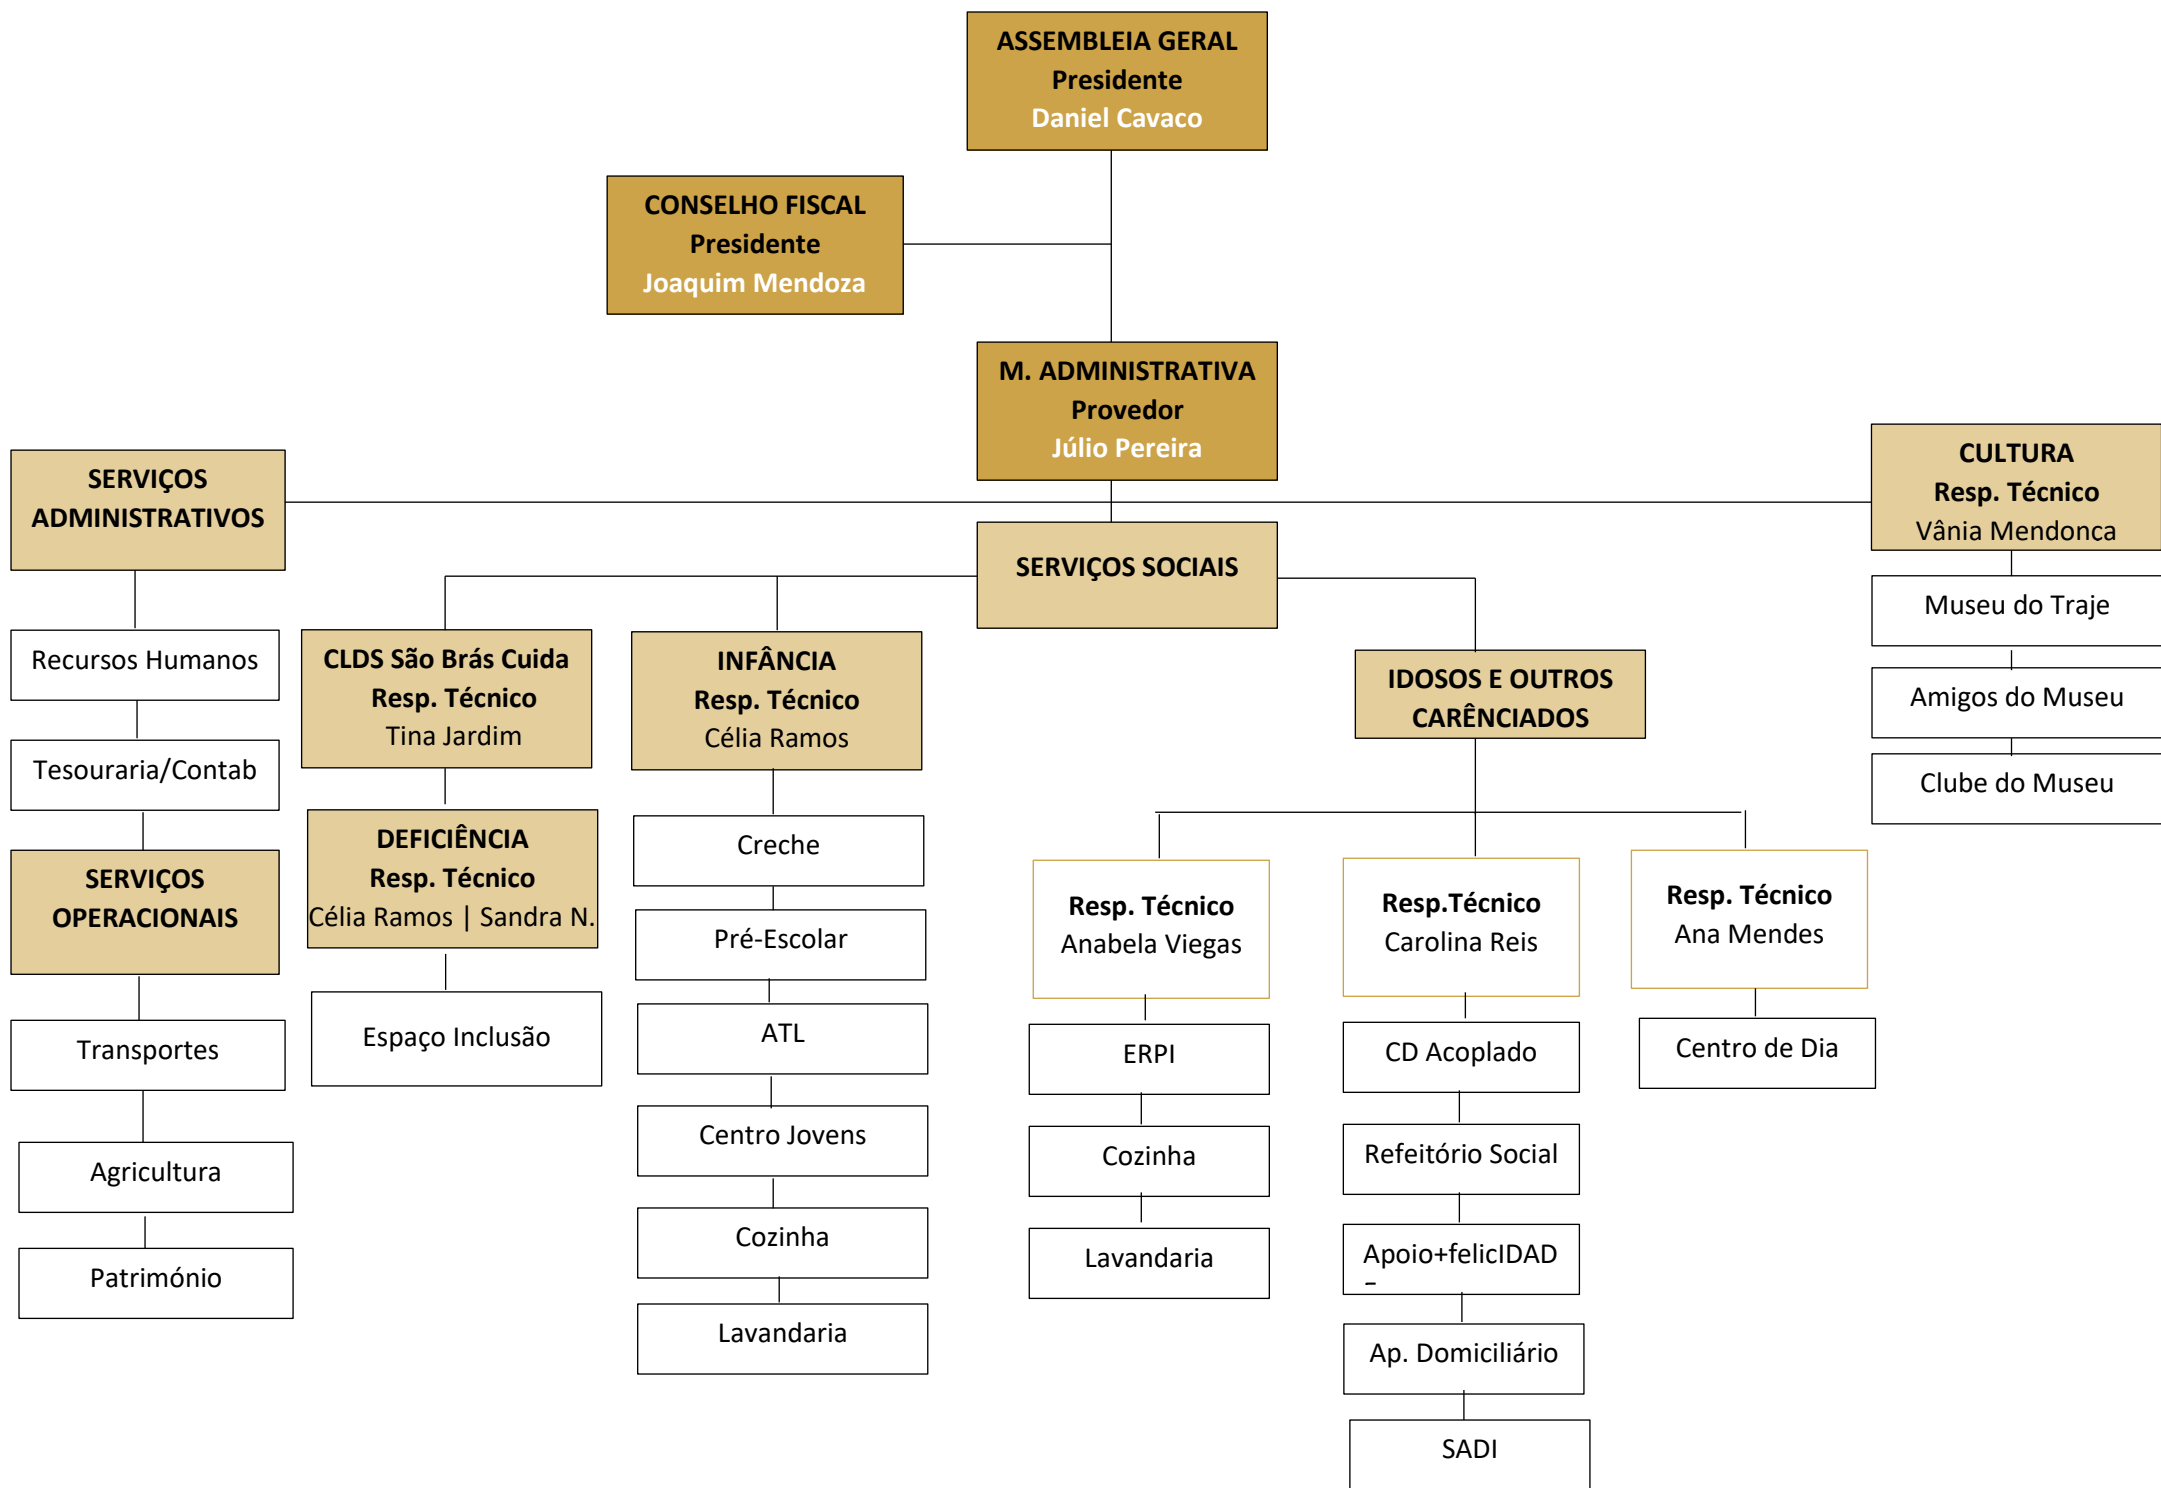 ASSEMBLEIA GERAL
Presidente
Daniel Cavaco
CONSELHO FISCAL
Presidente
Joaquim Mendoza
M. ADMINISTRATIVA
Provedor
Júlio Pereira
SERVIÇOS
ADMINISTRATIVOS
Recursos Humanos
Tesouraria/Contab
SERVIÇOS
OPERACIONAIS
Transportes
Agricultura
Património
SERVIÇOS SOCIAIS
CLDS São Brás Cuida
Resp. Técnico
Tina Jardim
DEFICIÊNCIA
Resp. Técnico
Célia Ramos | Sandra N.
Espaço Inclusão
INFÂNCIA
Resp. Técnico
Célia Ramos
Creche
Pré-Escolar
ATL
Centro Jovens
Cozinha
Lavandaria
IDOSOS E OUTROS
CARÊNCIADOS
Resp. Técnico
Anabela Viegas
ERPI
Cozinha
Lavandaria
Resp.Técnico
Carolina Reis
CD Acoplado
Refeitório Social
Apoio+felicIDAD
Ap. Domiciliário
SADI
Resp. Técnico
Ana Mendes
Centro de Dia
CULTURA
Resp. Técnico
Vânia Mendonca
Museu do Traje
Amigos do Museu
Clube do Museu